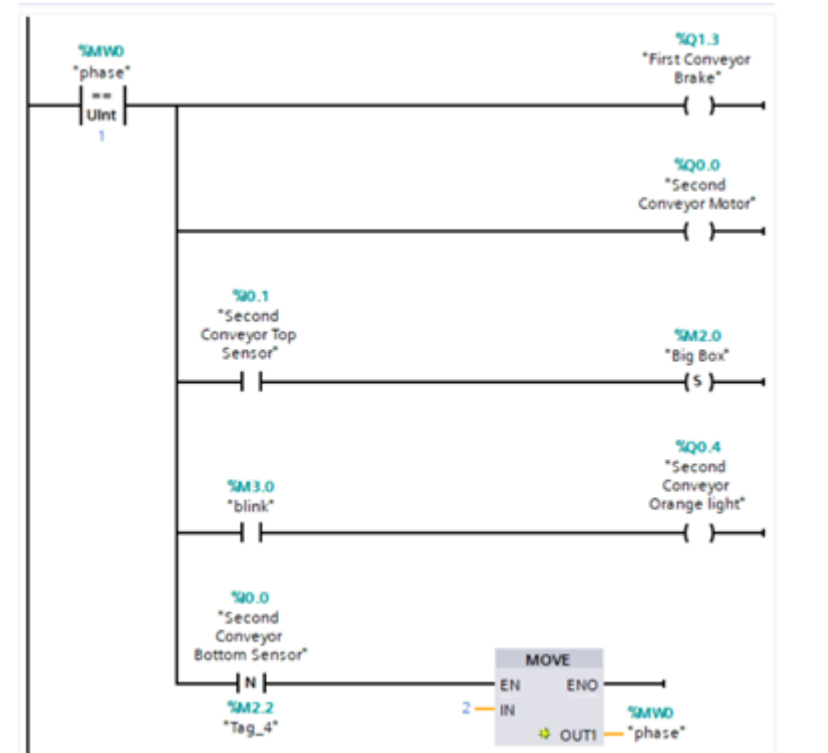 %MW0
"phase"
==
UInt
1
%Q1.3
"First Conveyor
Brake"
%Q0.0
"Second
Conveyor Motor"
%I0.1
"Second
Conveyor Top
Sensor"
%M2.0
"Big Box"
S
%M3.0
"blink"
%Q0.4
"Second
Conveyor
Orange light"
%I0.0
"Second
Conveyor
Bottom Sensor"
N
%M2.2
"Tag_4"
MOVE
EN ENO
2 IN
OUT1
%MW0
"phase"